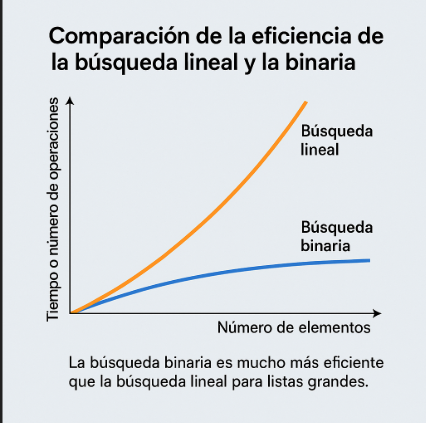 Comparación de la eficiencia de
la búsqueda lineal y la binaria
Tiempo o número de operaciones
Búsqueda
lineal
Búsqueda
binaria
Número de elementos
La búsqueda binaria es mucho más eficiente
que la búsqueda lineal para listas grandes.